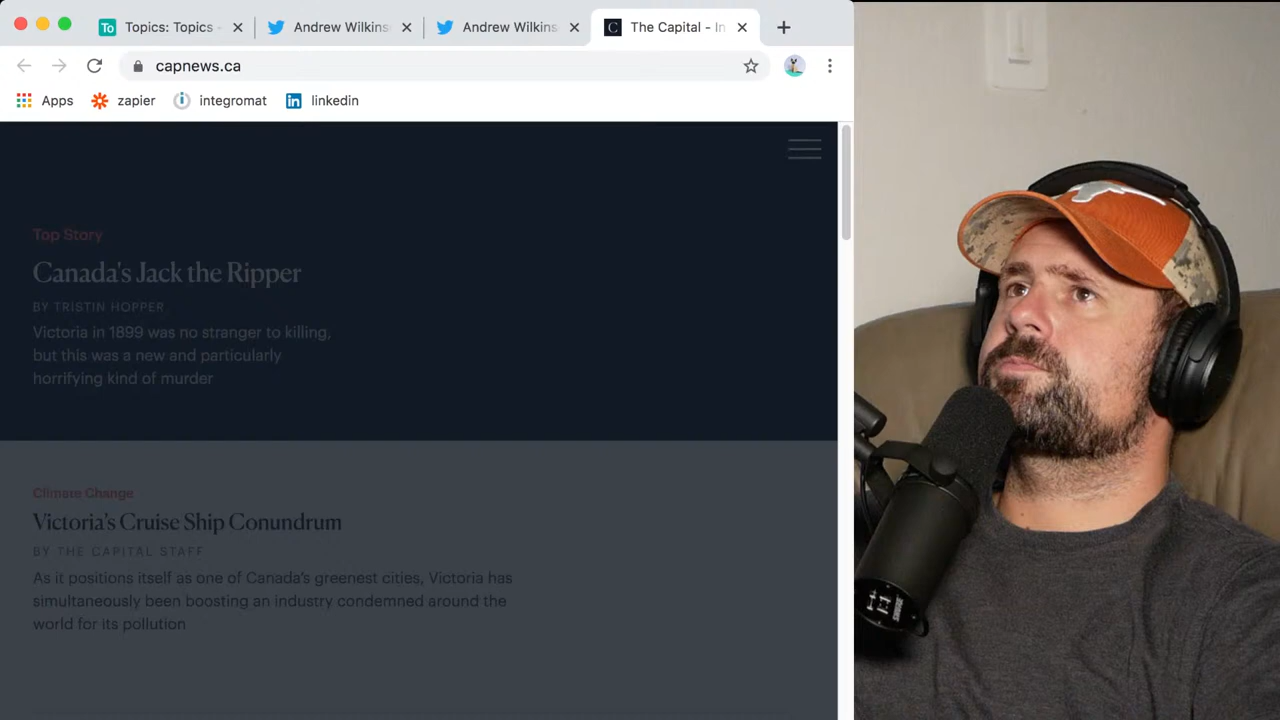 To Topics: Topics -
Andrew Wilkins
Andrew Wilkins
C The Capital - In
capnews.ca
Apps zapier integromat linkedin
Top Story
Canada's Jack the Ripper
BY TRISTIN HOPPER
Victoria in 1899 was no stranger to killing,
but this was a new and particularly
horrifying kind of murder
Climate Change
Victoria's Cruise Ship Conundrum
BY THE CAPITAL STAFF
As it positions itself as one of Canada's greenest cities, Victoria has
simultaneously been boosting an industry condemned around the
world for its pollution